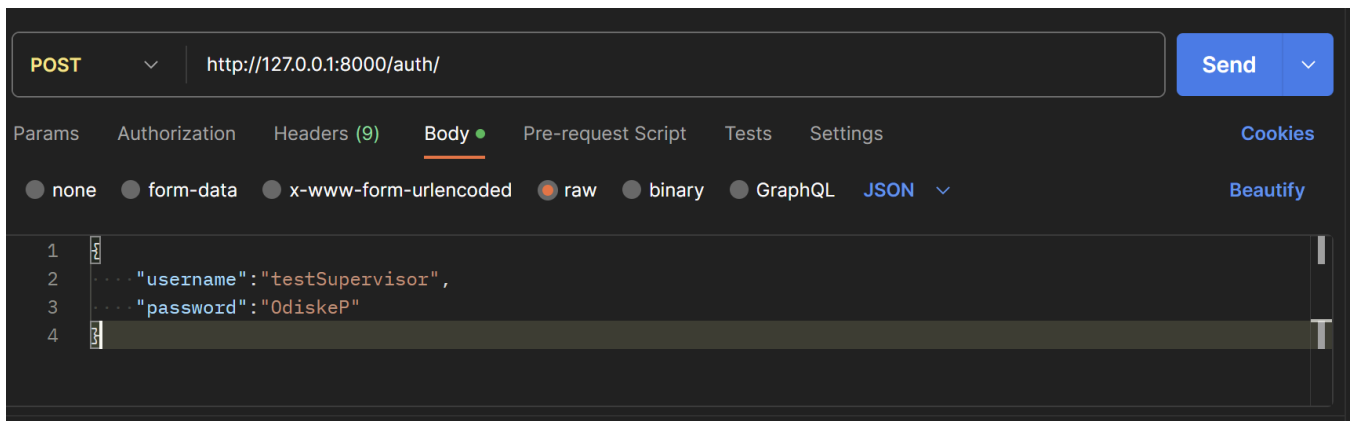 POST http://127.0.0.1:8000/auth/ Send
Params Authorization Headers (9) Body Pre-request Script Tests Settings Cookies
none form-data x-www-form-urlencoded raw binary GraphQL JSON Beautify
1 {
2 "username":"testSupervisor",
3 "password":"OdiskeP"
4 }